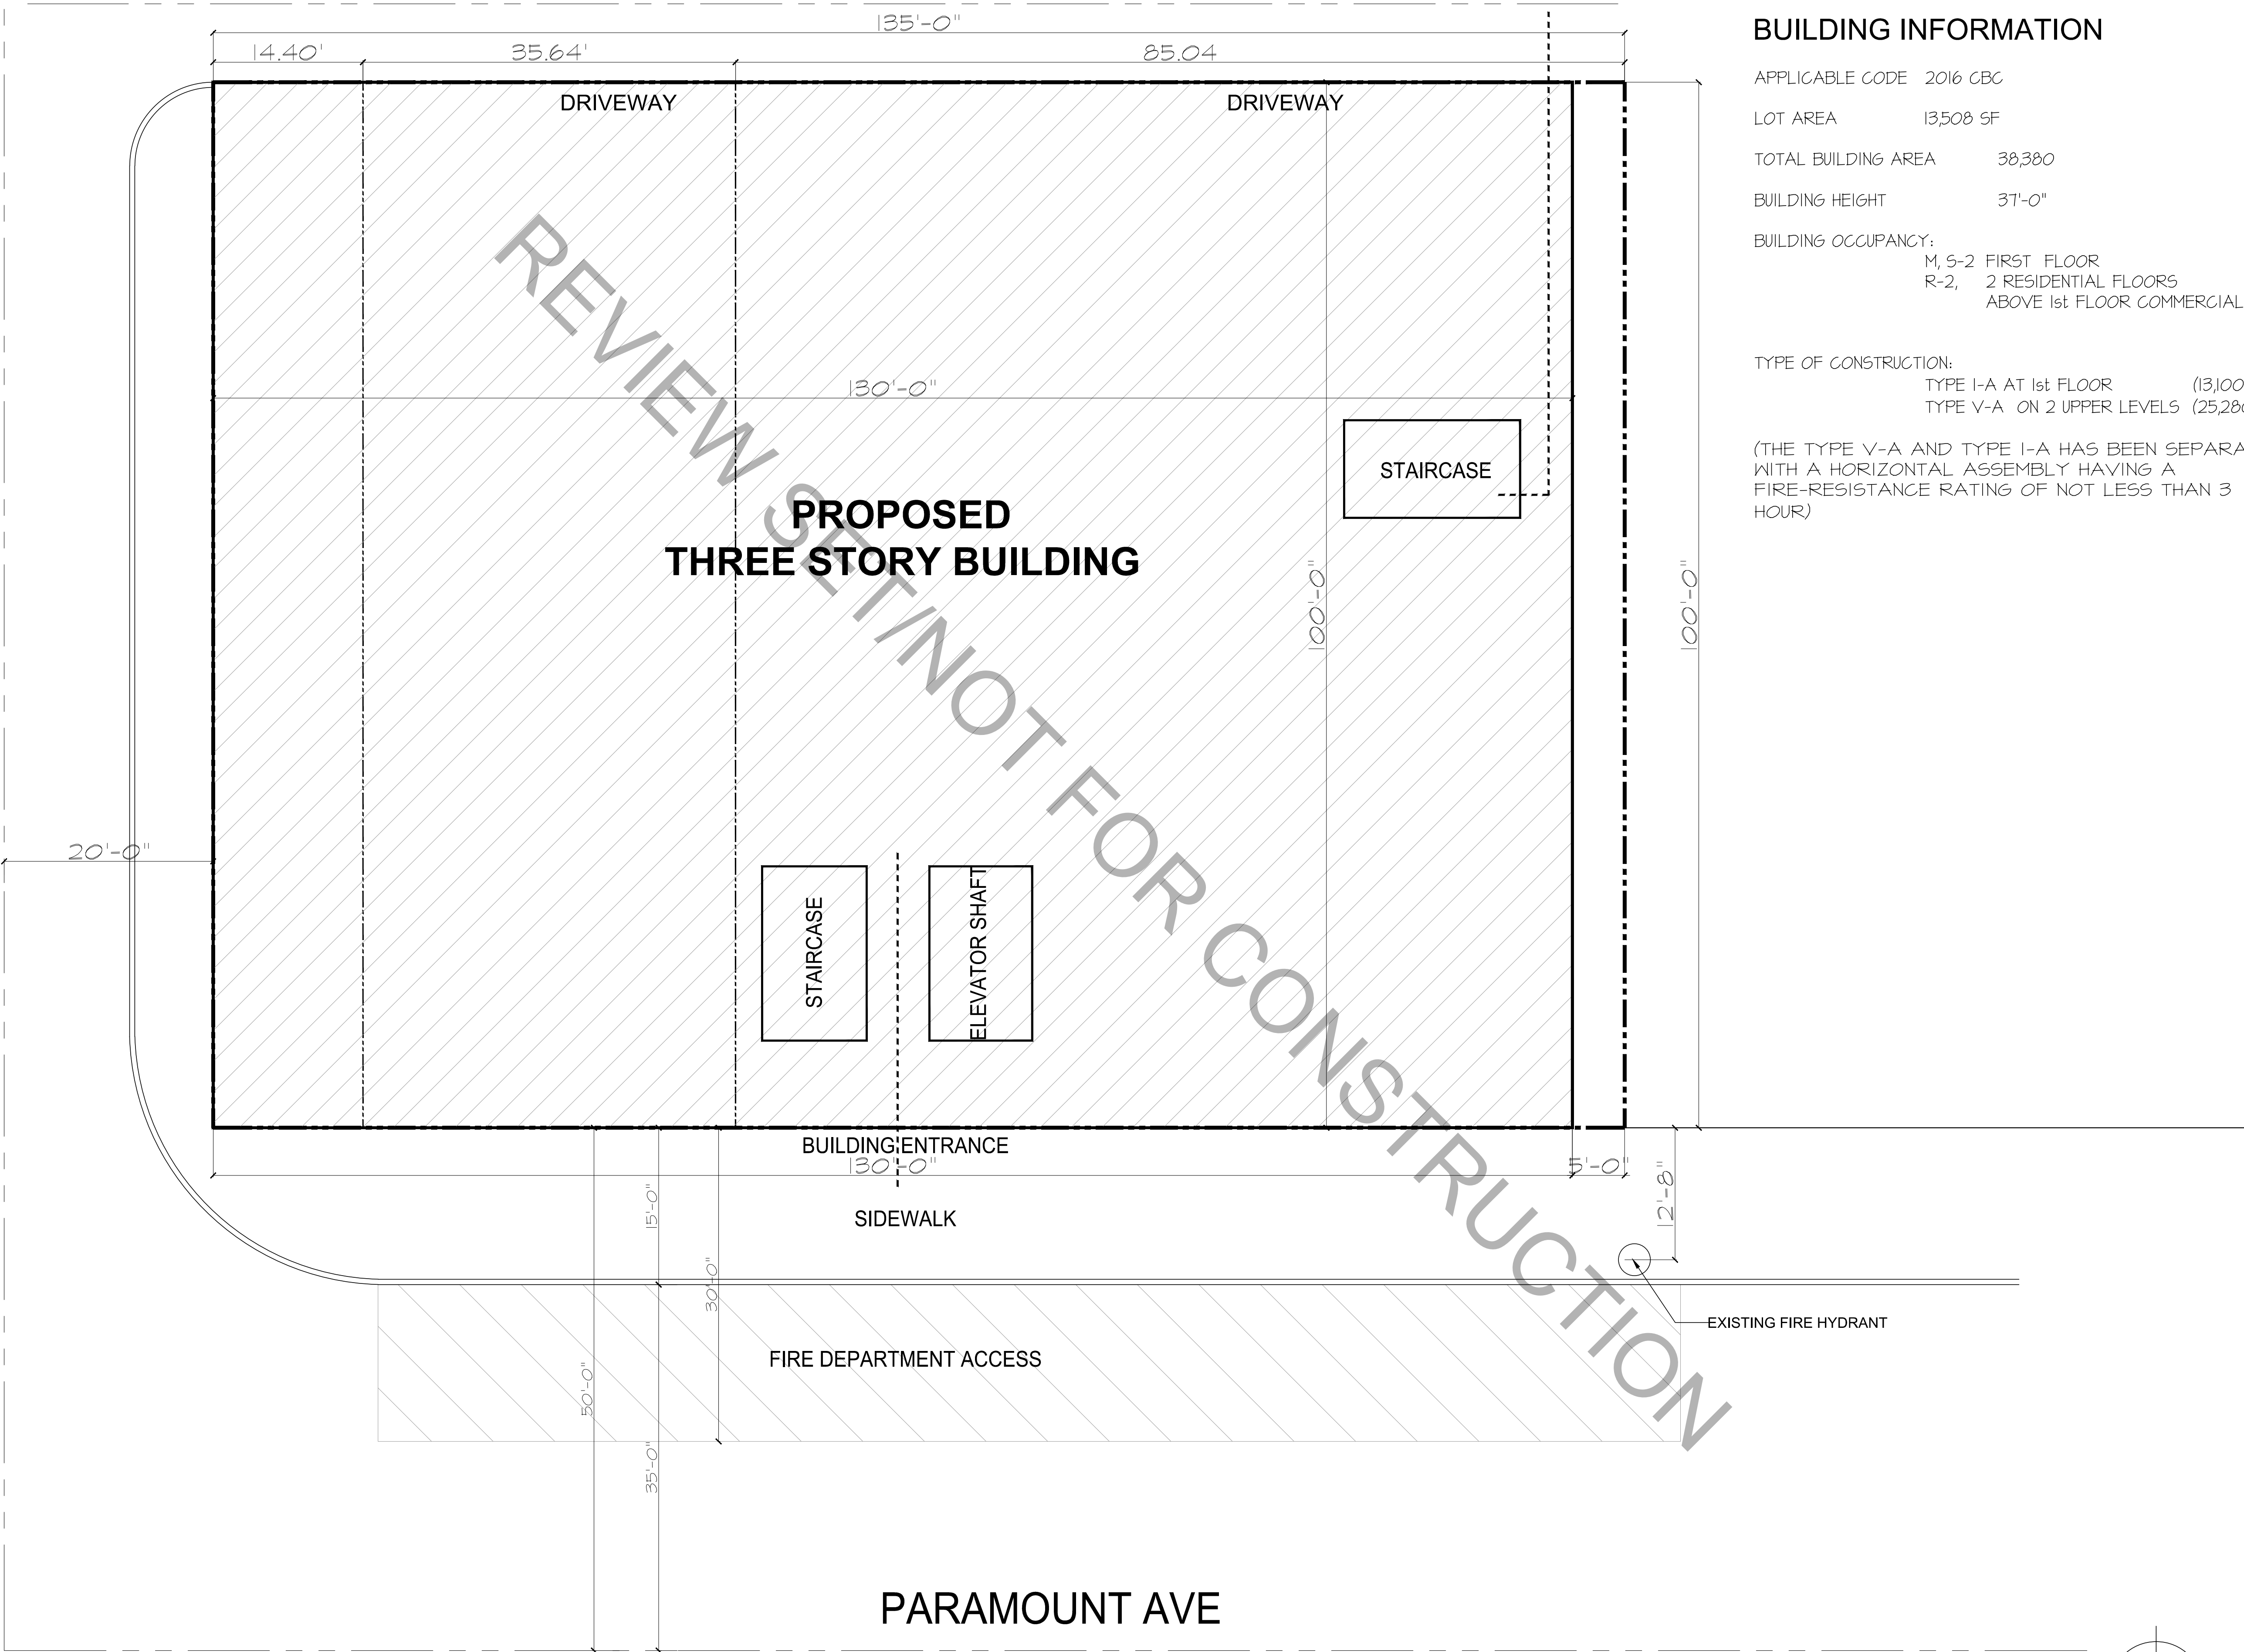 135'-0"
14.40' 35.64' 85.04
DRIVEWAY DRIVEWAY
130'-0"
STAIRCASE
PROPOSED
THREE STORY BUILDING
100'-0"
100'-0"
20'-0"
STAIRCASE
ELEVATOR SHAFT
BUILDING ENTRANCE
130'-0" 5'-0"
12'-8"
15'-0"
SIDEWALK
30'-0"
EXISTING FIRE HYDRANT
FIRE DEPARTMENT ACCESS
50'-0"
35'-0"
PARAMOUNT AVE
REVIEW SET/NOT FOR CONSTRUCTION
BUILDING INFORMATION
APPLICABLE CODE 2016 CBC
LOT AREA 13,508 SF
TOTAL BUILDING AREA 38,380
BUILDING HEIGHT 37'-0"
BUILDING OCCUPANCY:
M, S-2 FIRST FLOOR
R-2, 2 RESIDENTIAL FLOORS
ABOVE 1st FLOOR COMMERCIAL
TYPE OF CONSTRUCTION:
TYPE I-A AT 1st FLOOR (13,100
TYPE V-A ON 2 UPPER LEVELS (25,280
(THE TYPE V-A AND TYPE I-A HAS BEEN SEPARA
WITH A HORIZONTAL ASSEMBLY HAVING A
FIRE-RESISTANCE RATING OF NOT LESS THAN 3
HOUR)